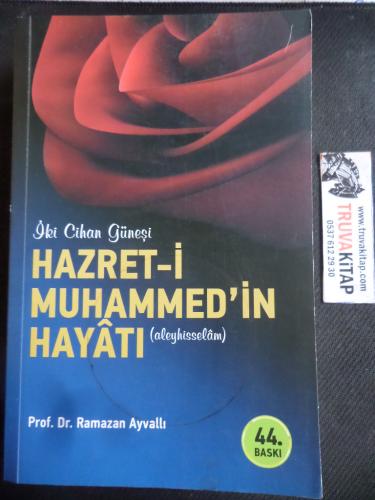 İki Cihan Güneşi
HAZRET-İ
MUHAMMED'İN
HAYÂTI
(aleyhisselâm)
Prof. Dr. Ramazan Ayvallı
44.
BASKI
TRUVAKİTAP
www.truvakitap.com
0537 612 29 30